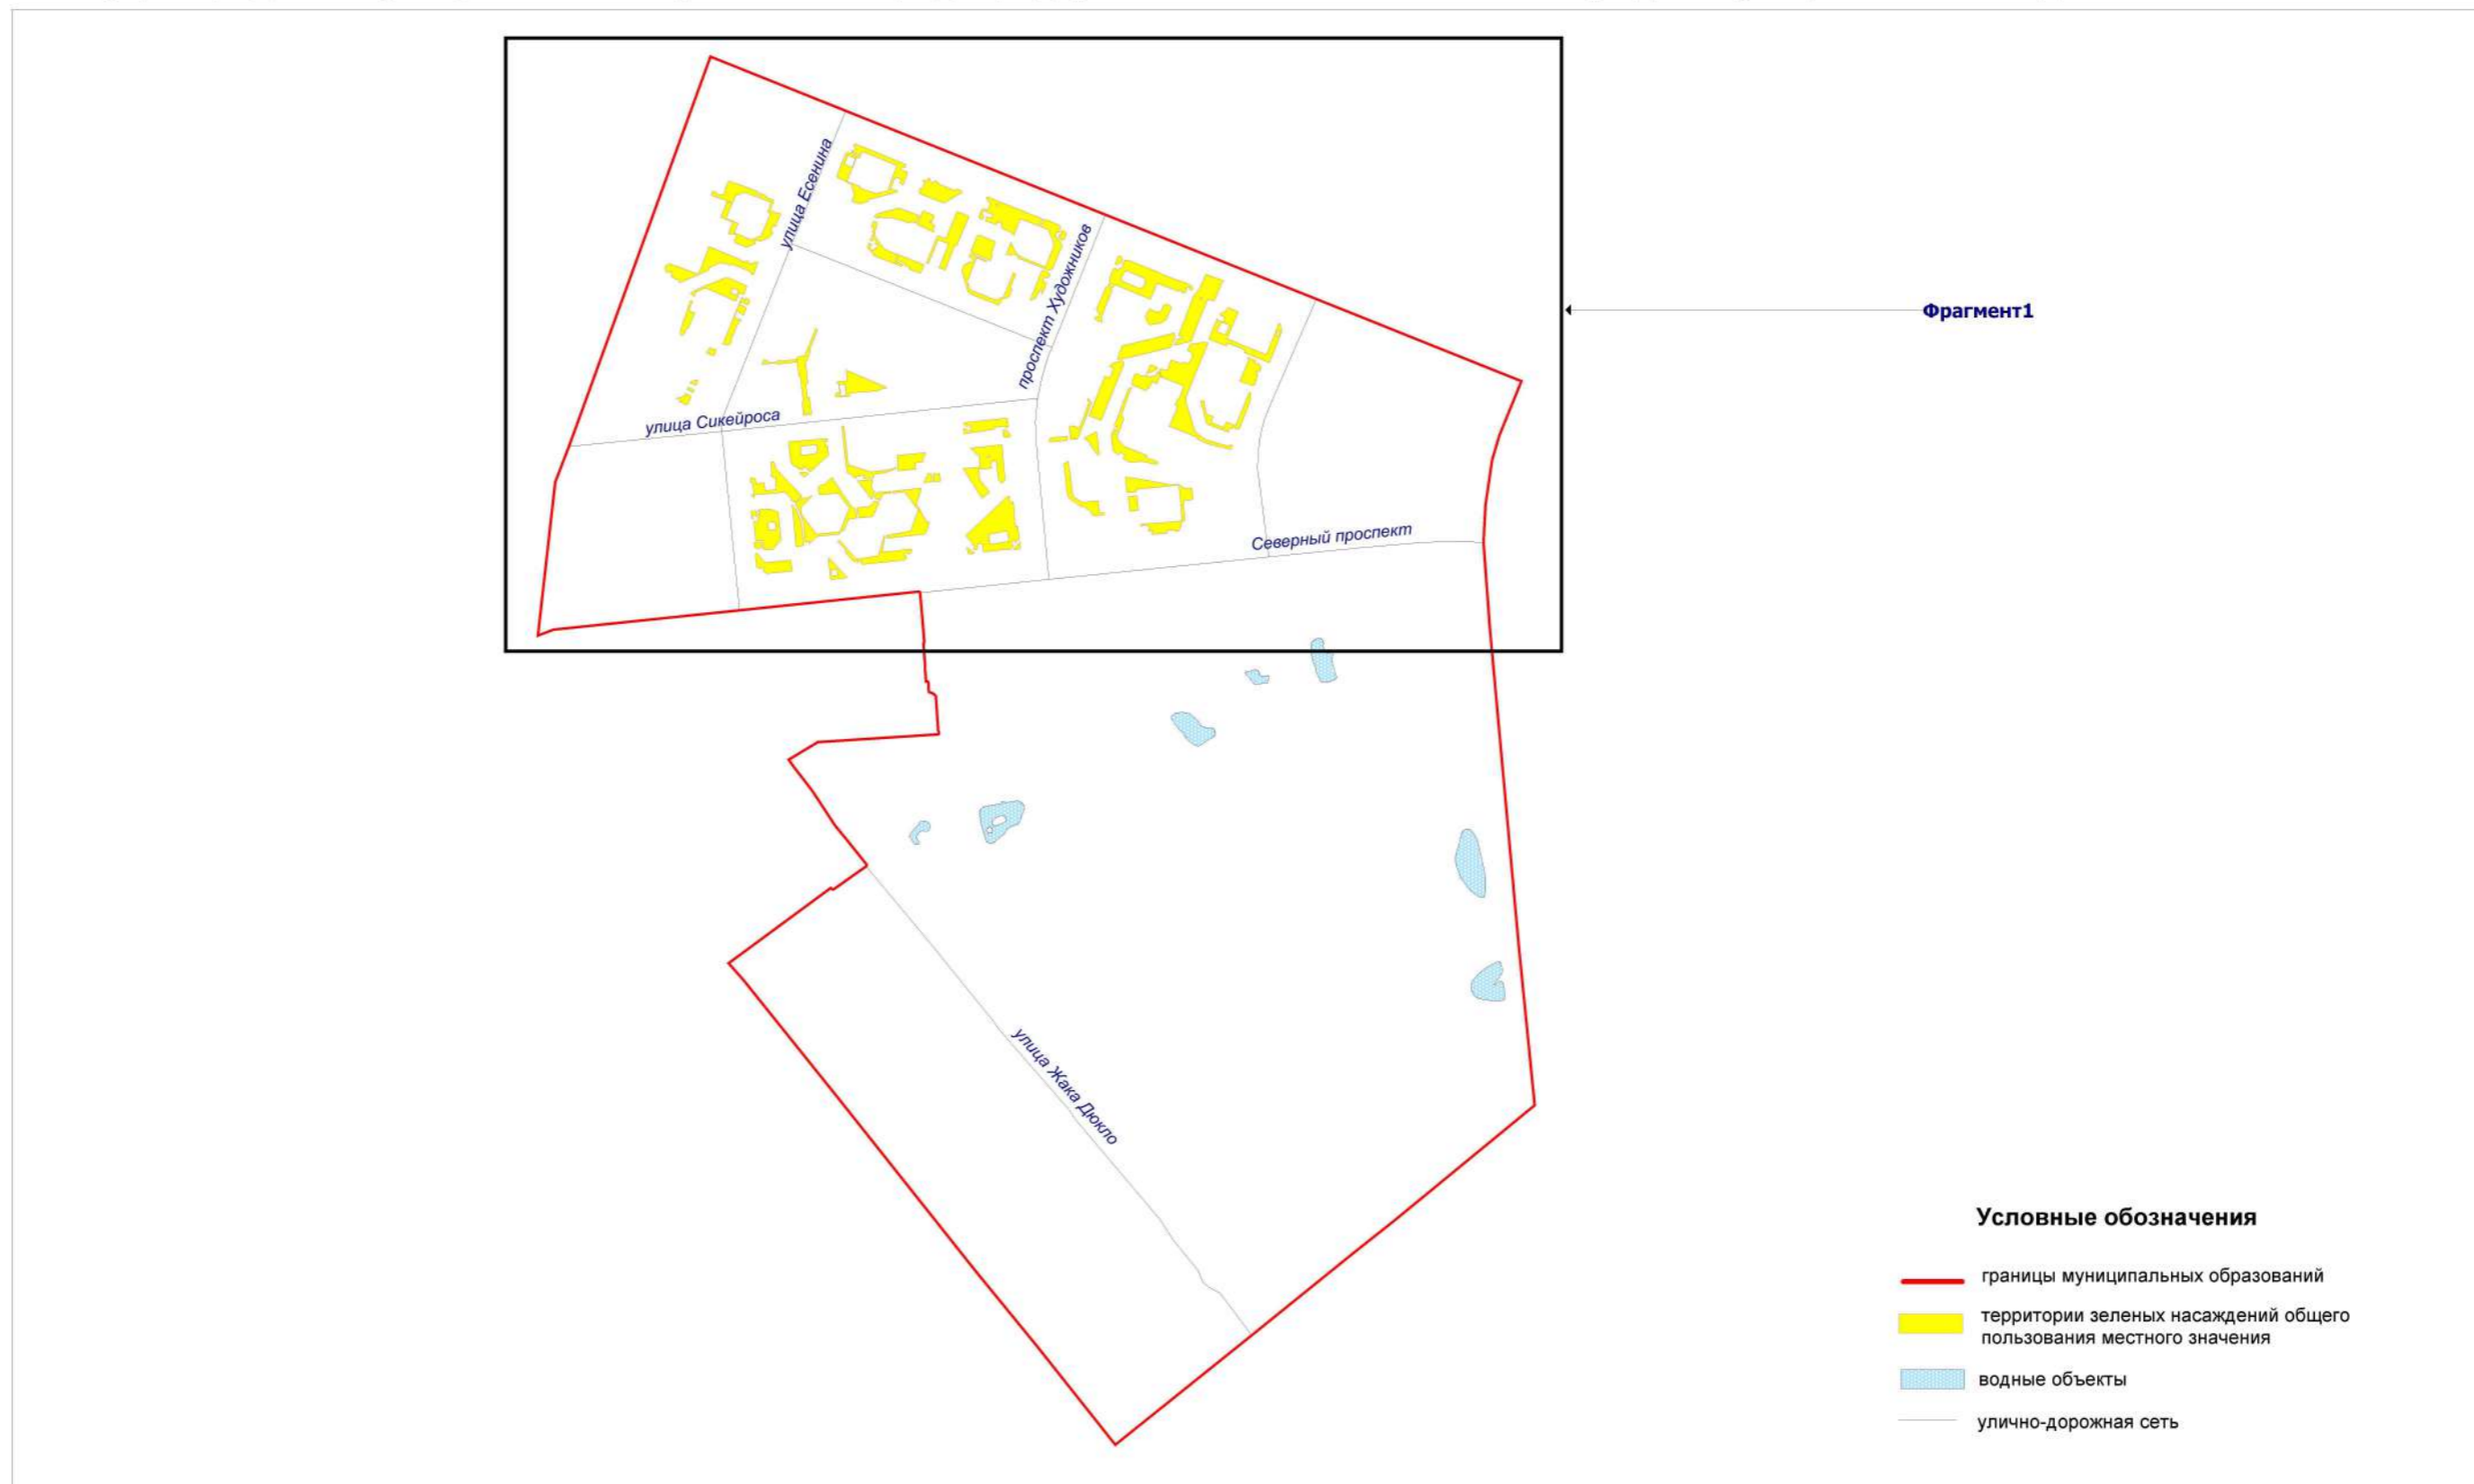 улица Есенина
проспект Художников
Фрагмент1
улица Сикейроса
Северный проспект
улица Жака Дюкло
Условные обозначения
границы муниципальных образований
территории зеленых насаждений общего
пользования местного значения
водные объекты
улично-дорожная сеть